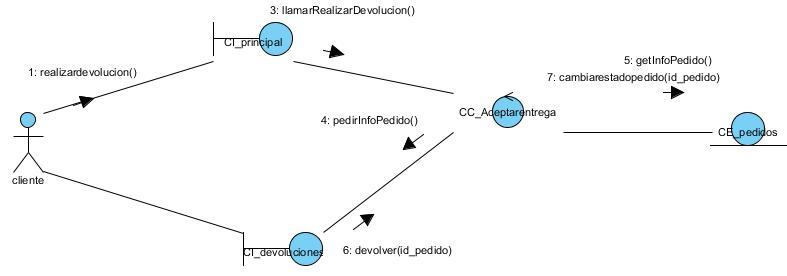 3: llamarRealizarDevolucion()
CI_principal
1: realizardevolucion()
5: getInfoPedido()
7: cambiarestadopedido(id_pedido)
CC_Aceptarentrega
4: pedirInfoPedido()
CE_pedidos
cliente
CI_devoluciones
6: devolver(id_pedido)